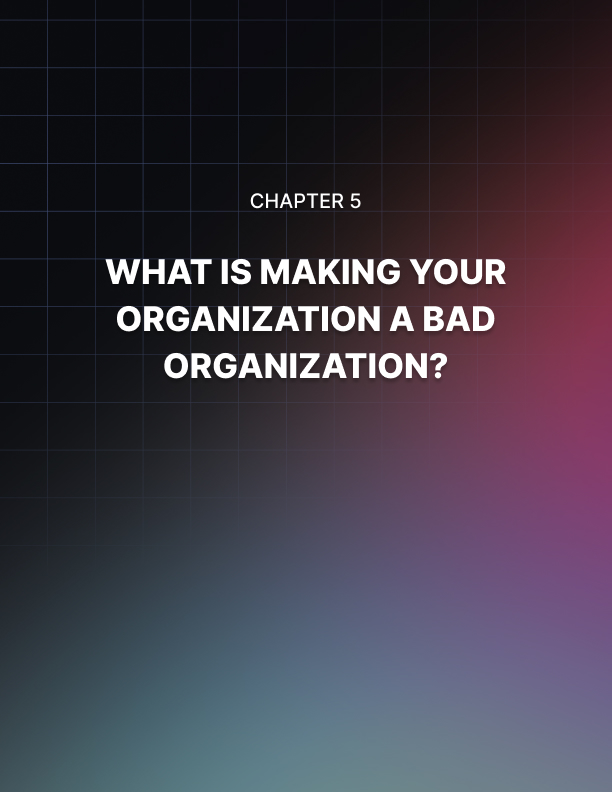 CHAPTER 5
WHAT IS MAKING YOUR
ORGANIZATION A BAD
ORGANIZATION?